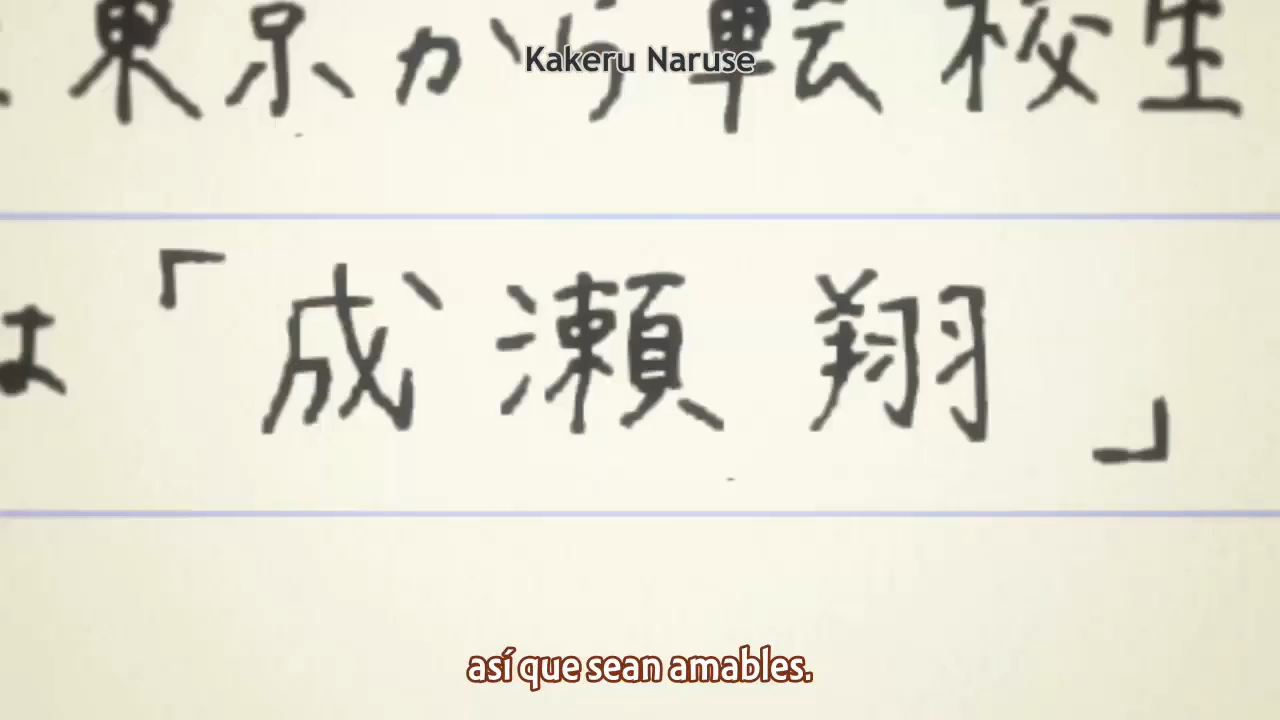 Kakeru Naruse
東京から転校生
は「成瀬 翔 」
así que sean amables.